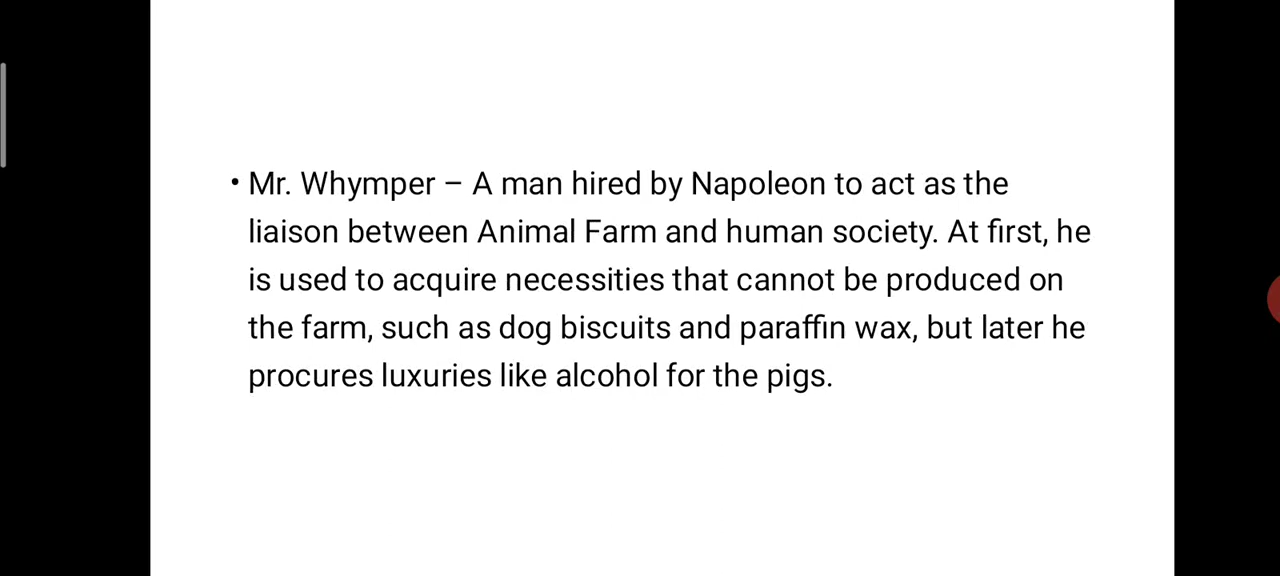 • Mr. Whymper – A man hired by Napoleon to act as the
liaison between Animal Farm and human society. At first, he
is used to acquire necessities that cannot be produced on
the farm, such as dog biscuits and paraffin wax, but later he
procures luxuries like alcohol for the pigs.